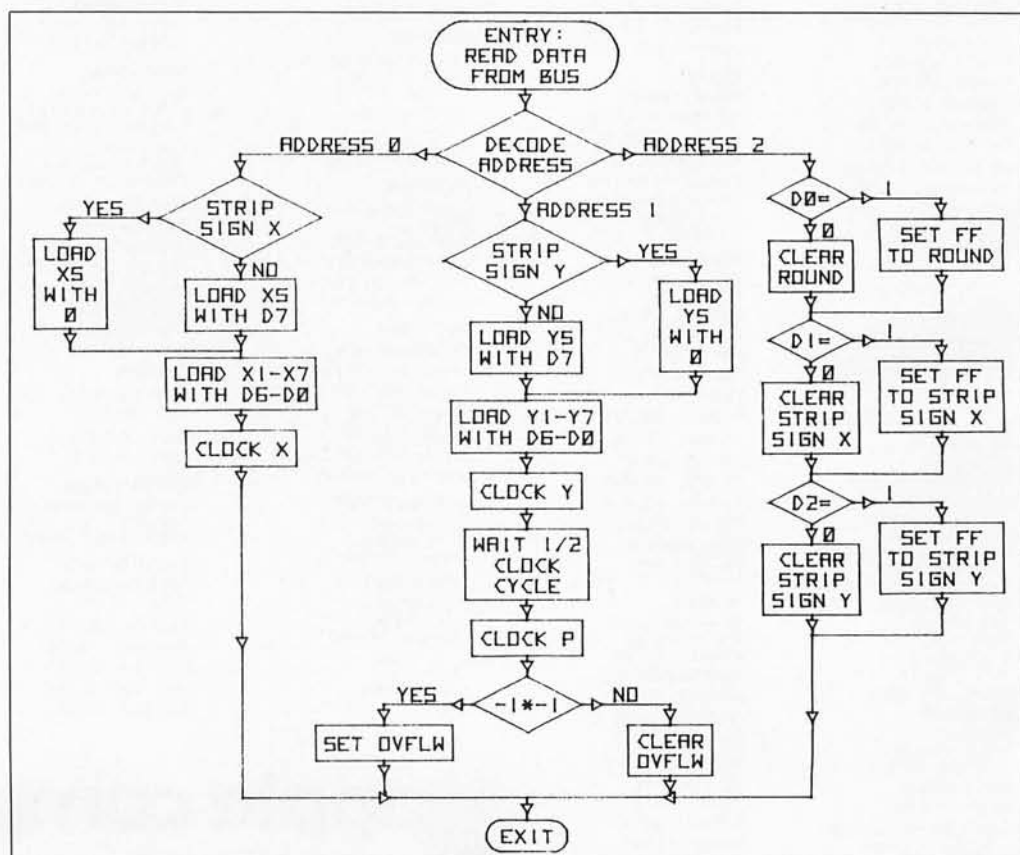 ENTRY:
READ DATA
FROM BUS
DECODE
ADDRESS
ADDRESS 0
STRIP
SIGN X
YES
LOAD
XS
WITH
0
NO
LOAD XS
WITH D7
LOAD X1-X7
WITH D6-D0
CLOCK X
ADDRESS 1
STRIP
SIGN Y
YES
LOAD
YS
WITH
0
NO
LOAD YS
WITH D7
LOAD Y1-Y7
WITH D6-D0
CLOCK Y
WAIT 1/2
CLOCK
CYCLE
CLOCK P
-1*-1
YES
SET OVFLW
NO
CLEAR
OVFLW
ADDRESS 2
D0=
1
SET FF
TO ROUND
0
CLEAR
ROUND
D1=
1
SET FF
TO STRIP
SIGN X
0
CLEAR
STRIP
SIGN X
D2=
1
SET FF
TO STRIP
SIGN Y
0
CLEAR
STRIP
SIGN Y
EXIT